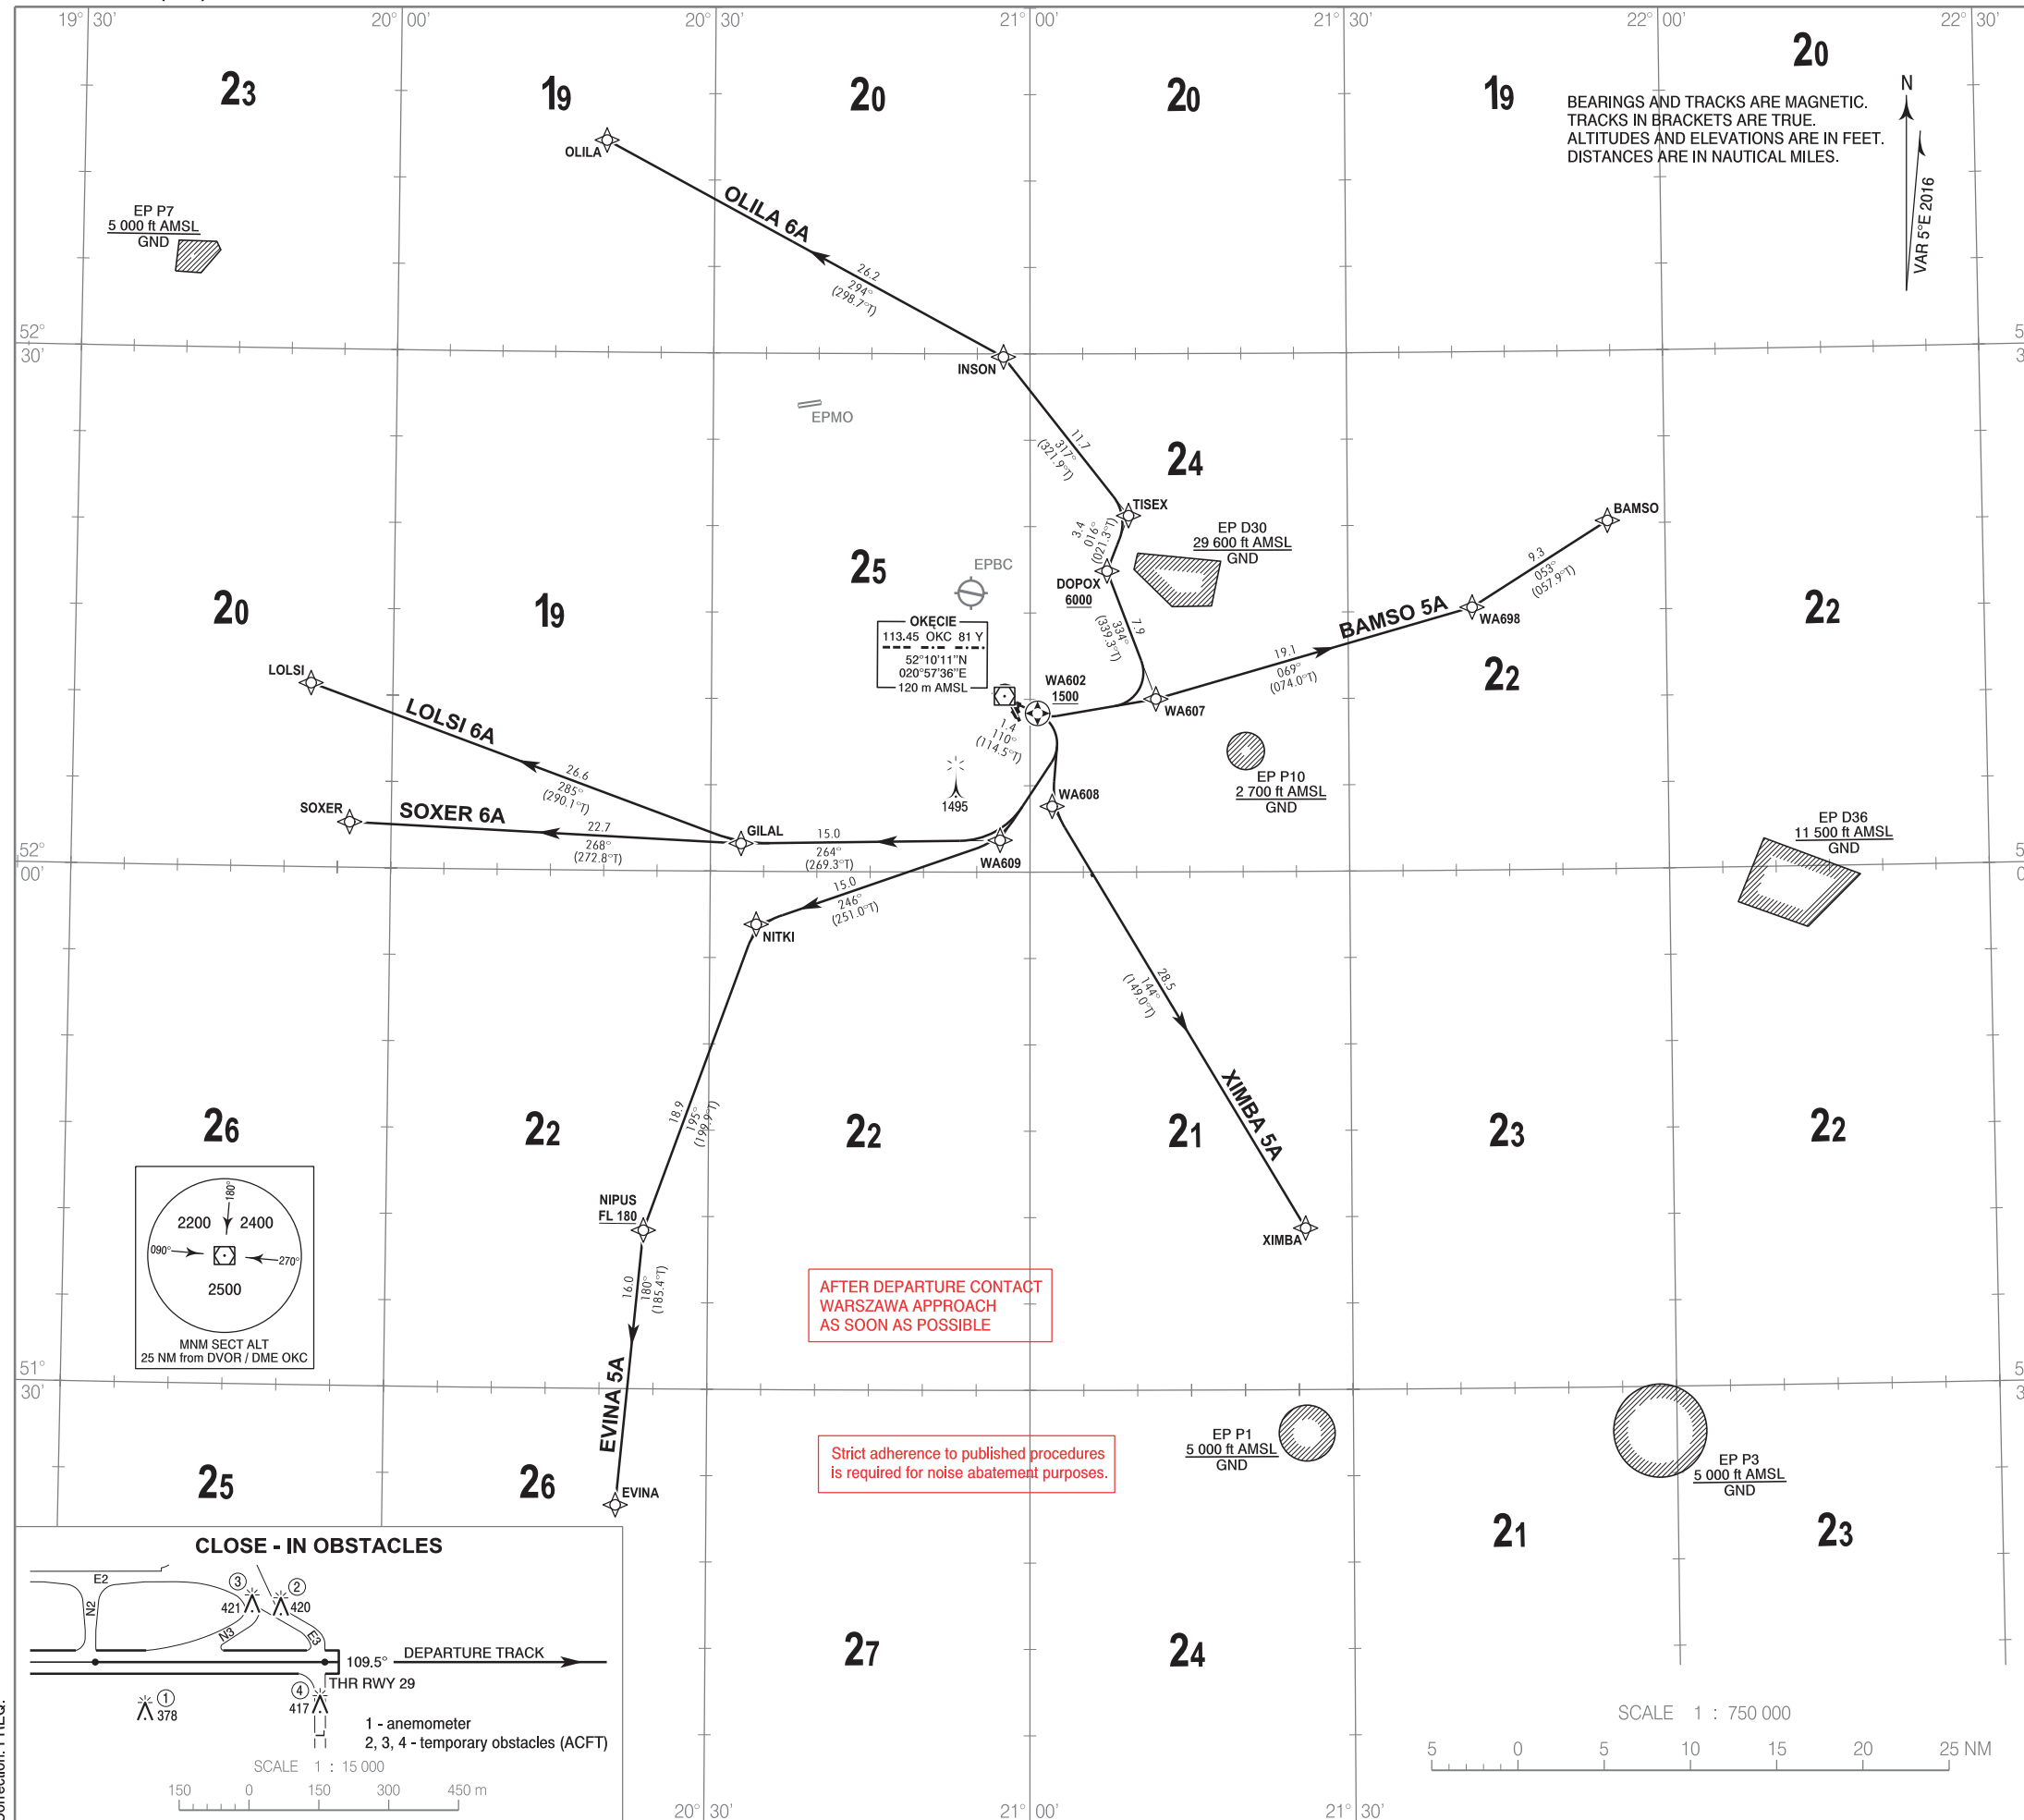 19° 30'
20° 00'
20° 30'
21° 00'
21° 30'
22° 00'
22° 30'
23
19
20
20
19
20
BEARINGS AND TRACKS ARE MAGNETIC.
TRACKS IN BRACKETS ARE TRUE.
ALTITUDES AND ELEVATIONS ARE IN FEET.
DISTANCES ARE IN NAUTICAL MILES.
N
VAR 5°E 2016
OLILA
OLILA 6A
26.2
294°
(298.7°T)
EP P7
5 000 ft AMSL
GND
52°
30'
INSON
EPMO
11.7
317°
(321.9°T)
24
TISEX
3.4
016°
(021.3°T)
EP D30
29 600 ft AMSL
GND
BAMSO
9.3
053°
(057.9°T)
25
EPBC
DOPOX
6000
20
19
22
OKĘCIE
113.45 OKC 81 Y
52°10'11"N
020°57'36"E
120 m AMSL
7.9
334°
(339.3°T)
BAMSO 5A
WA698
19.1
069°
(074.0°T)
22
LOLSI
LOLSI 6A
WA602
1500
WA607
1.4
110°
(114.5°T)
26.6
285°
(290.1°T)
1495
EP P10
2 700 ft AMSL
GND
SOXER
SOXER 6A
22.7
268°
(272.8°T)
GILAL
15.0
264°
(269.3°T)
WA608
WA609
EP D36
11 500 ft AMSL
GND
52°
00'
15.0
246°
(251.0°T)
NITKI
28.5
144°
(149.0°T)
18.9
195°
(199.9°T)
XIMBA 5A
26
22
22
21
23
22
180°
2200
2400
090°
270°
2500
MNM SECT ALT
25 NM from DVOR / DME OKC
NIPUS
FL 180
XIMBA
16.0
180°
(185.4°T)
AFTER DEPARTURE CONTACT
WARSZAWA APPROACH
AS SOON AS POSSIBLE
51°
30'
EVINA 5A
Strict adherence to published procedures
is required for noise abatement purposes.
EP P1
5 000 ft AMSL
GND
EP P3
5 000 ft AMSL
GND
25
26
EVINA
21
23
CLOSE - IN OBSTACLES
E2
N2
3
421
2
420
N3
E3
109.5°
DEPARTURE TRACK
THR RWY 29
1
378
4
417
1 - anemometer
2, 3, 4 - temporary obstacles (ACFT)
SCALE 1 : 15 000
150
0
150
300
450 m
27
24
SCALE 1 : 750 000
5
0
5
10
15
20
25 NM
20° 30'
21° 00'
21° 30'